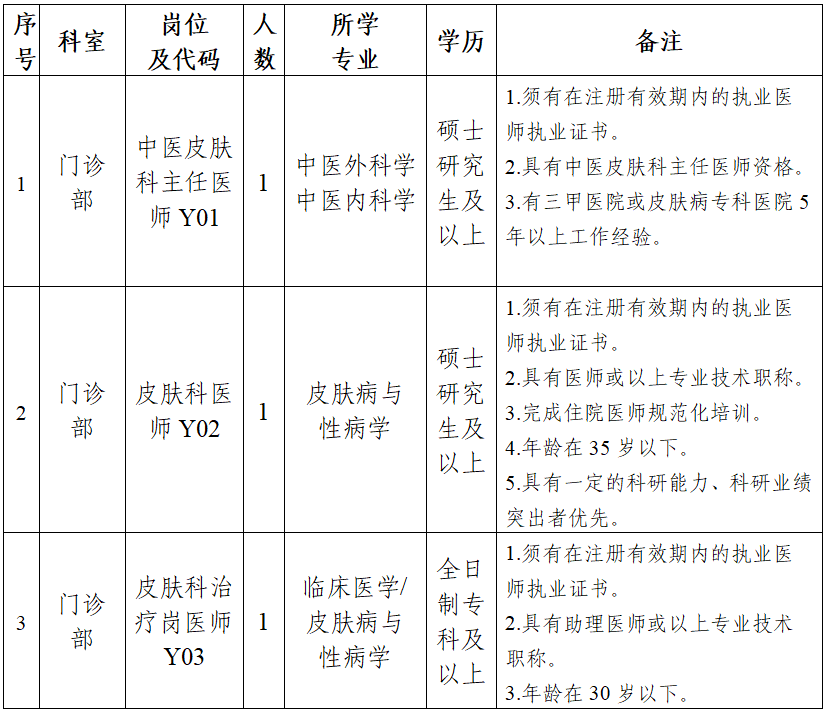 序号
科室
岗位
及代码
人数
所学
专业
学历
备注
1
门诊
部
中医皮肤
科主任医
师 Y01
1
中医外科学
中医内科学
硕士
研究
生及
以上
1.须有在注册有效期内的执业医
师执业证书。
2.具有中医皮肤科主任医师资格。
3.有三甲医院或皮肤病专科医院 5
年以上工作经验。
2
门诊
部
皮肤科医
师 Y02
1
皮肤病与
性病学
硕士
研究
生及
以上
1.须有在注册有效期内的执业医
师执业证书。
2.具有医师或以上专业技术职称。
3.完成住院医师规范化培训。
4.年龄在 35 岁以下。
5.具有一定的科研能力、科研业绩
突出者优先。
3
门诊
部
皮肤科治
疗岗医师
Y03
1
临床医学/
皮肤病与
性病学
全日
制专
科及
以上
1.须有在注册有效期内的执业医
师执业证书。
2.具有助理医师或以上专业技术
职称。
3.年龄在 30 岁以下。